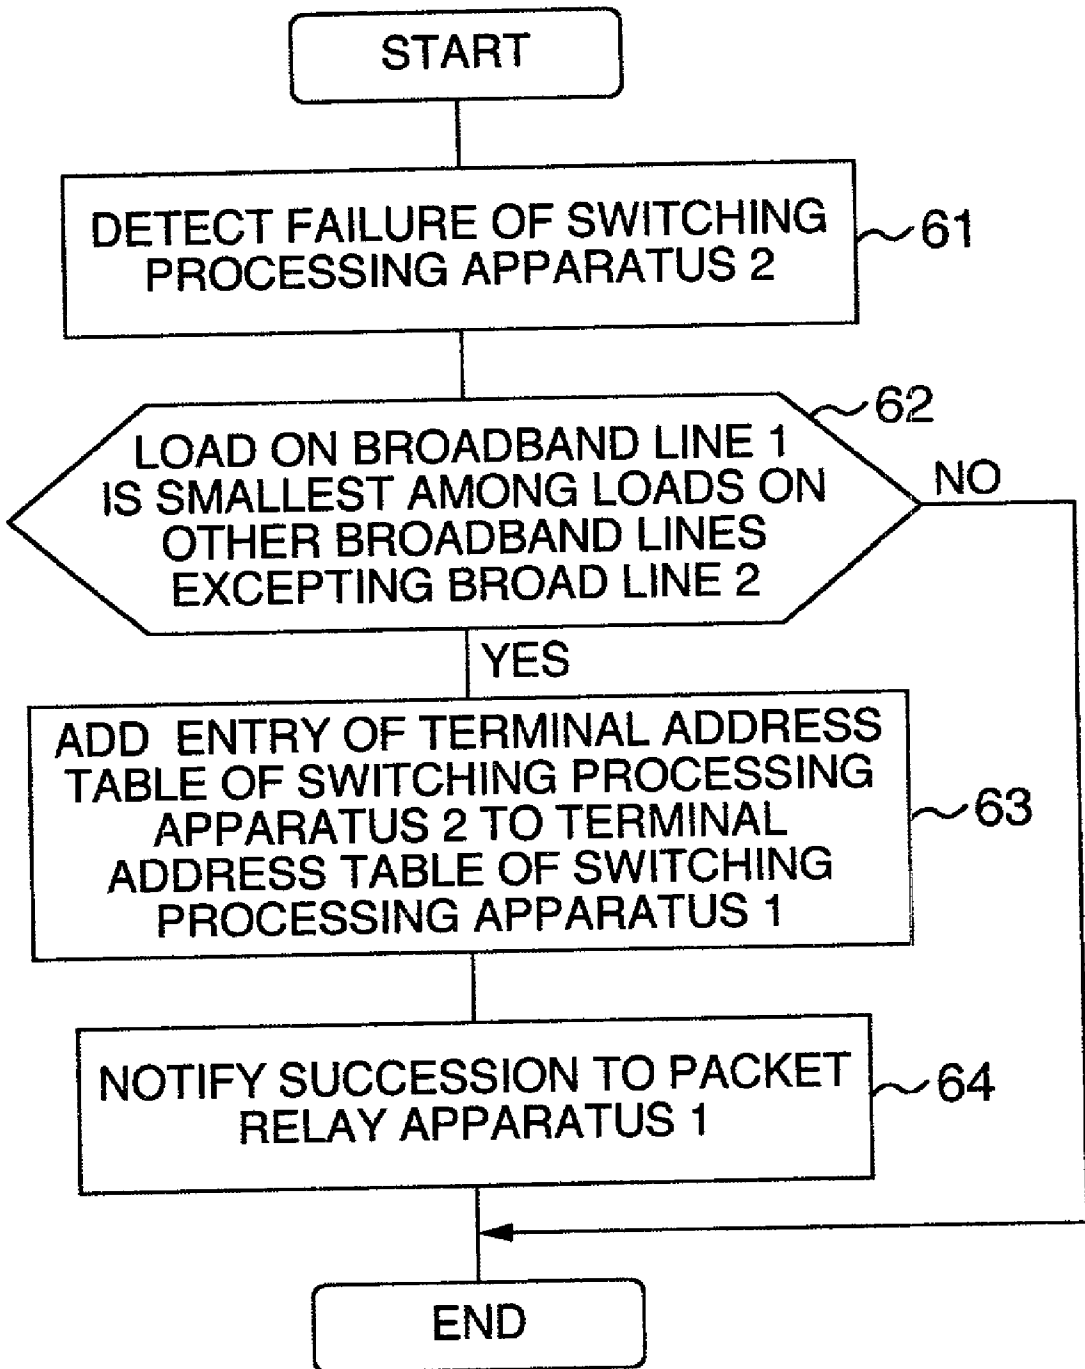 START
DETECT FAILURE OF SWITCHING
PROCESSING APPARATUS 2
61
62
LOAD ON BROADBAND LINE 1
IS SMALLEST AMONG LOADS ON
OTHER BROADBAND LINES
EXCEPTING BROAD LINE 2
NO
YES
ADD ENTRY OF TERMINAL ADDRESS
TABLE OF SWITCHING PROCESSING
APPARATUS 2 TO TERMINAL
ADDRESS TABLE OF SWITCHING
PROCESSING APPARATUS 1
63
NOTIFY SUCCESSION TO PACKET
RELAY APPARATUS 1
64
END